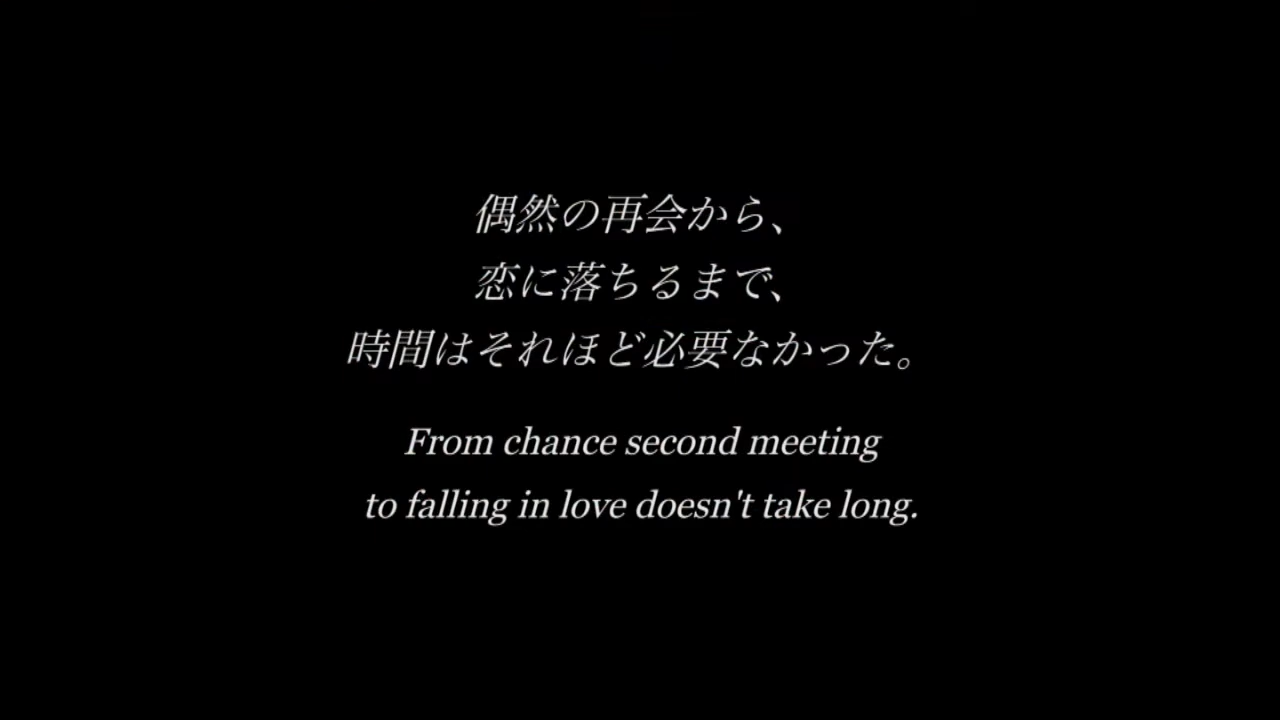 偶然の再会から、
恋に落ちるまで、
時間はそれほど必要なかった。
From chance second meeting
to falling in love doesn't take long.